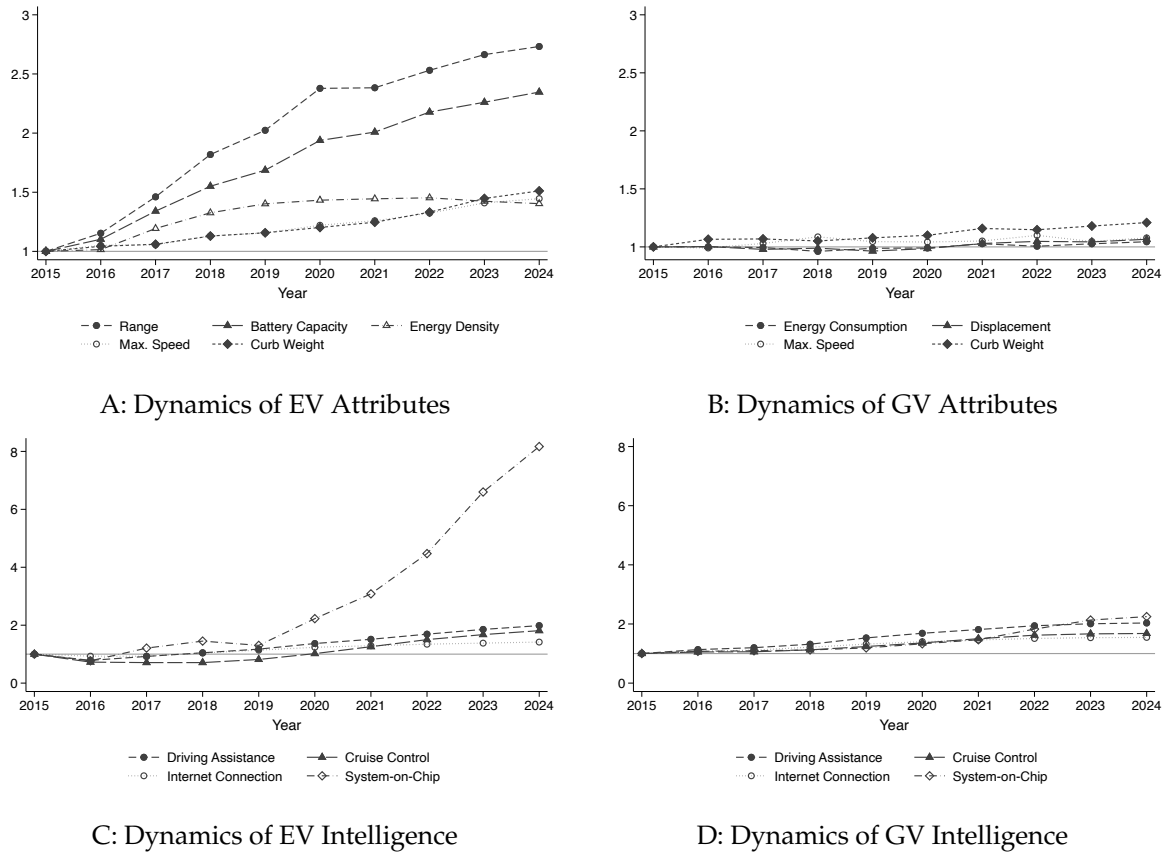 3
2.5
2
1.5
1
2015 2016 2017 2018 2019 2020 2021 2022 2023 2024
Year
Range Battery Capacity Energy Density
Max. Speed Curb Weight
A: Dynamics of EV Attributes
3
2.5
2
1.5
1
2015 2016 2017 2018 2019 2020 2021 2022 2023 2024
Year
Energy Consumption Displacement
Max. Speed Curb Weight
B: Dynamics of GV Attributes
8
6
4
2
0
2015 2016 2017 2018 2019 2020 2021 2022 2023 2024
Year
Driving Assistance Cruise Control
Internet Connection System-on-Chip
C: Dynamics of EV Intelligence
8
6
4
2
0
2015 2016 2017 2018 2019 2020 2021 2022 2023 2024
Year
Driving Assistance Cruise Control
Internet Connection System-on-Chip
D: Dynamics of GV Intelligence